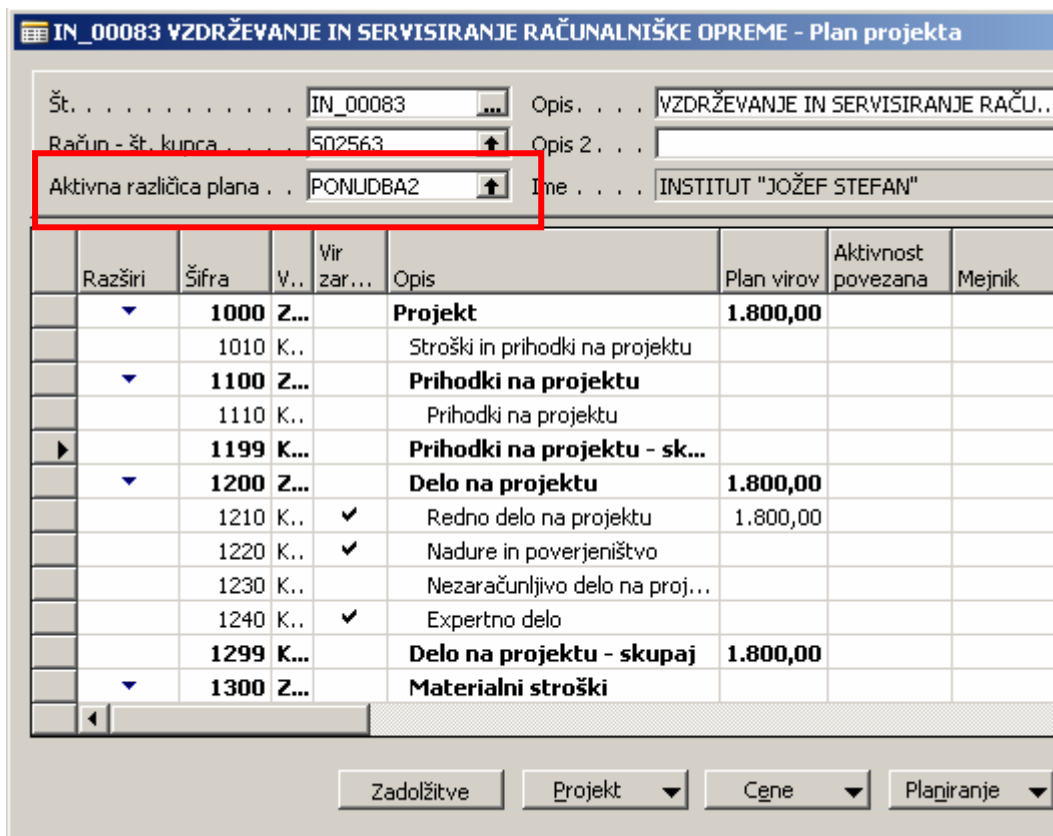 IN_00083 VZDRŽEVANJE IN SERVISIRANJE RAČUNALNIŠKE OPREME - Plan projekta
Št. . . . . . . . . . . . . IN_00083 ... Opis. . . . VZDRŽEVANJE IN SERVISIRANJE RAČU...
Račun - št. kupca . . . . S02563 Opis 2 . . .
Aktivna različica plana . . PONUDBA2 Ime . . . . INSTITUT "JOŽEF STEFAN"
Razširi Šifra V.. Vir zar... Opis Plan virov Aktivnost povezana Mejnik
1000 Z... Projekt 1.800,00
1010 K.. Stroški in prihodki na projektu
1100 Z... Prihodki na projektu
1110 K.. Prihodki na projektu
1199 K... Prihodki na projektu - sk...
1200 Z... Delo na projektu 1.800,00
1210 K.. Redno delo na projektu 1.800,00
1220 K.. Nadure in poverjeništvo
1230 K.. Nezaračunljivo delo na proj...
1240 K.. Expertno delo
1299 K... Delo na projektu - skupaj 1.800,00
1300 Z... Materialni stroški
Zadolžitve Projekt Cene Planiranje